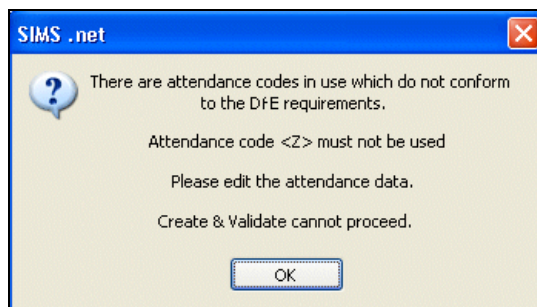 SIMS .net
There are attendance codes in use which do not conform
to the DfE requirements.
Attendance code <Z> must not be used
Please edit the attendance data.
Create & Validate cannot proceed.
OK